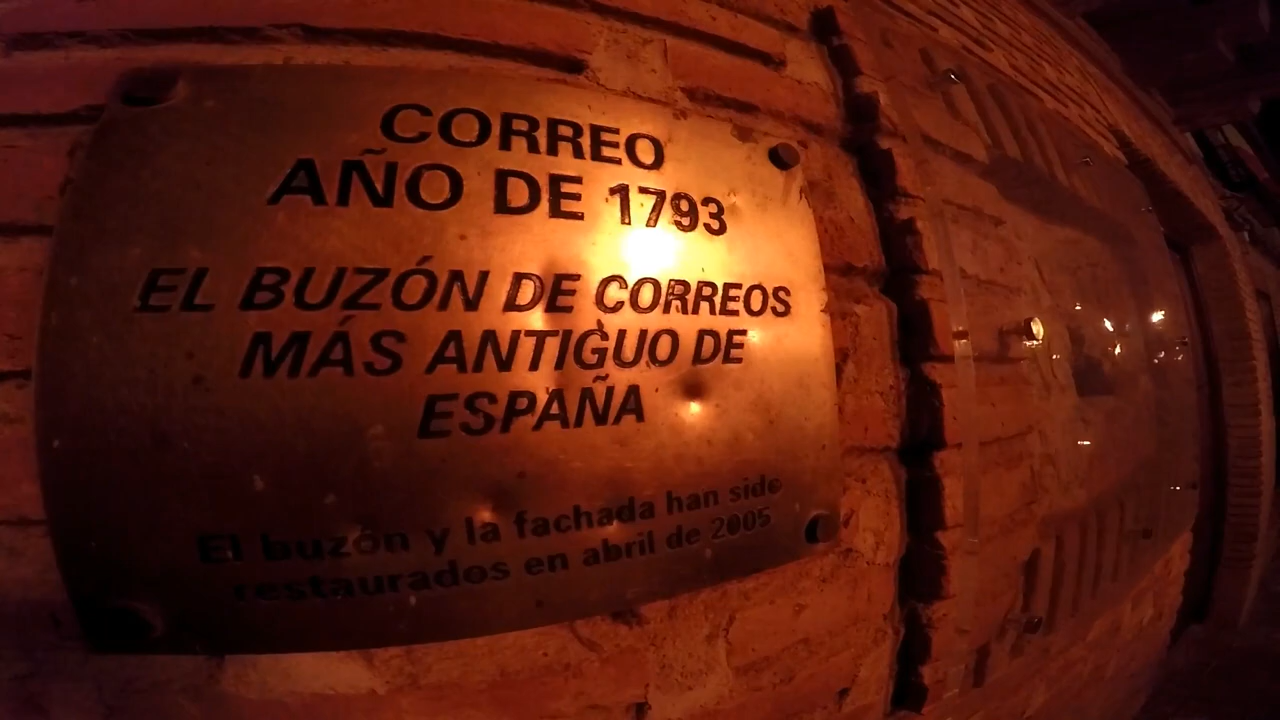 CORREO
AÑO DE 1793
EL BUZÓN DE CORREOS
MÁS ANTIGUO DE
ESPAÑA
El buzón y la fachada han sido
restaurados en abril de 2005